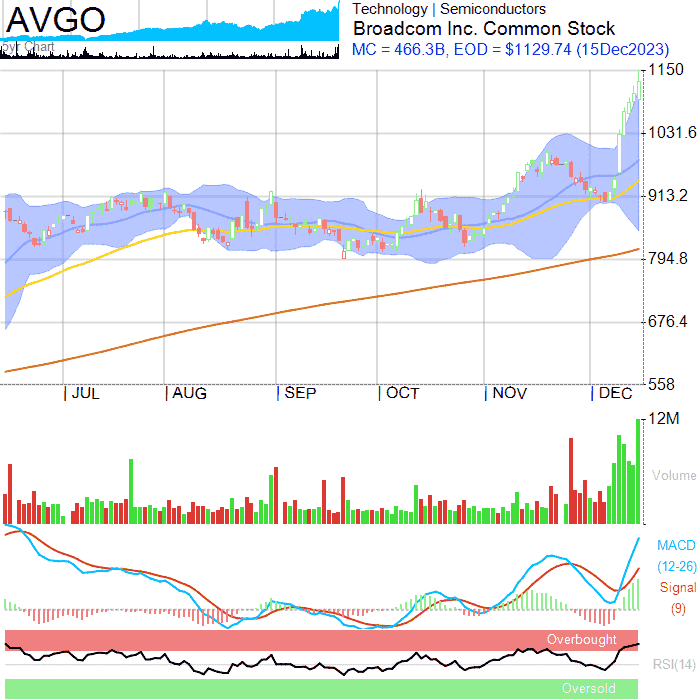 AVGO
Technology | Semiconductors
Broadcom Inc. Common Stock
MC = 466.3B, EOD = $1129.74 (15Dec2023)
Chart
1150
1031.6
913.2
794.8
676.4
558
JUL
AUG
SEP
OCT
NOV
DEC
12M
Volume
MACD
(12-26)
Signal
(9)
Overbought
RSI(14)
Oversold